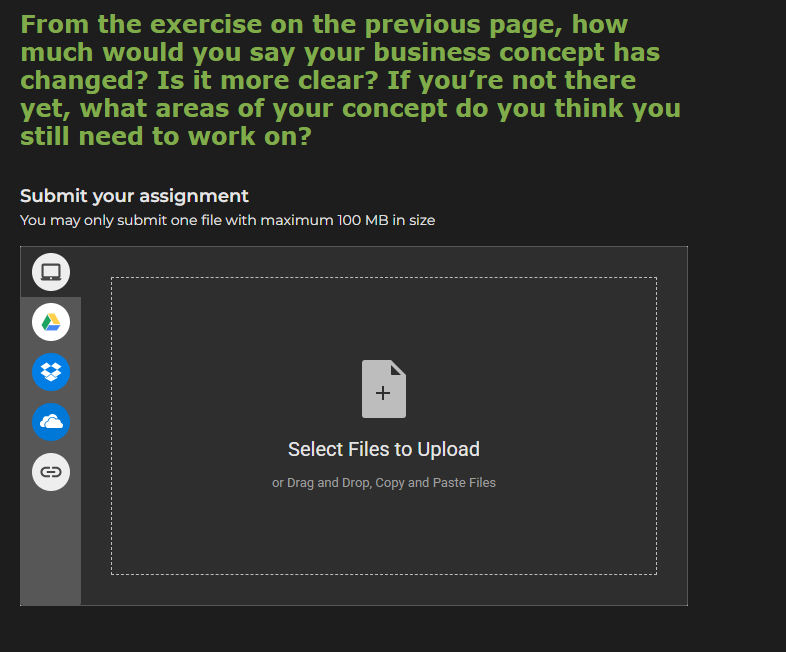 From the exercise on the previous page, how
much would you say your business concept has
changed? Is it more clear? If you’re not there
yet, what areas of your concept do you think you
still need to work on?
Submit your assignment
You may only submit one file with maximum 100 MB in size
Select Files to Upload
or Drag and Drop, Copy and Paste Files